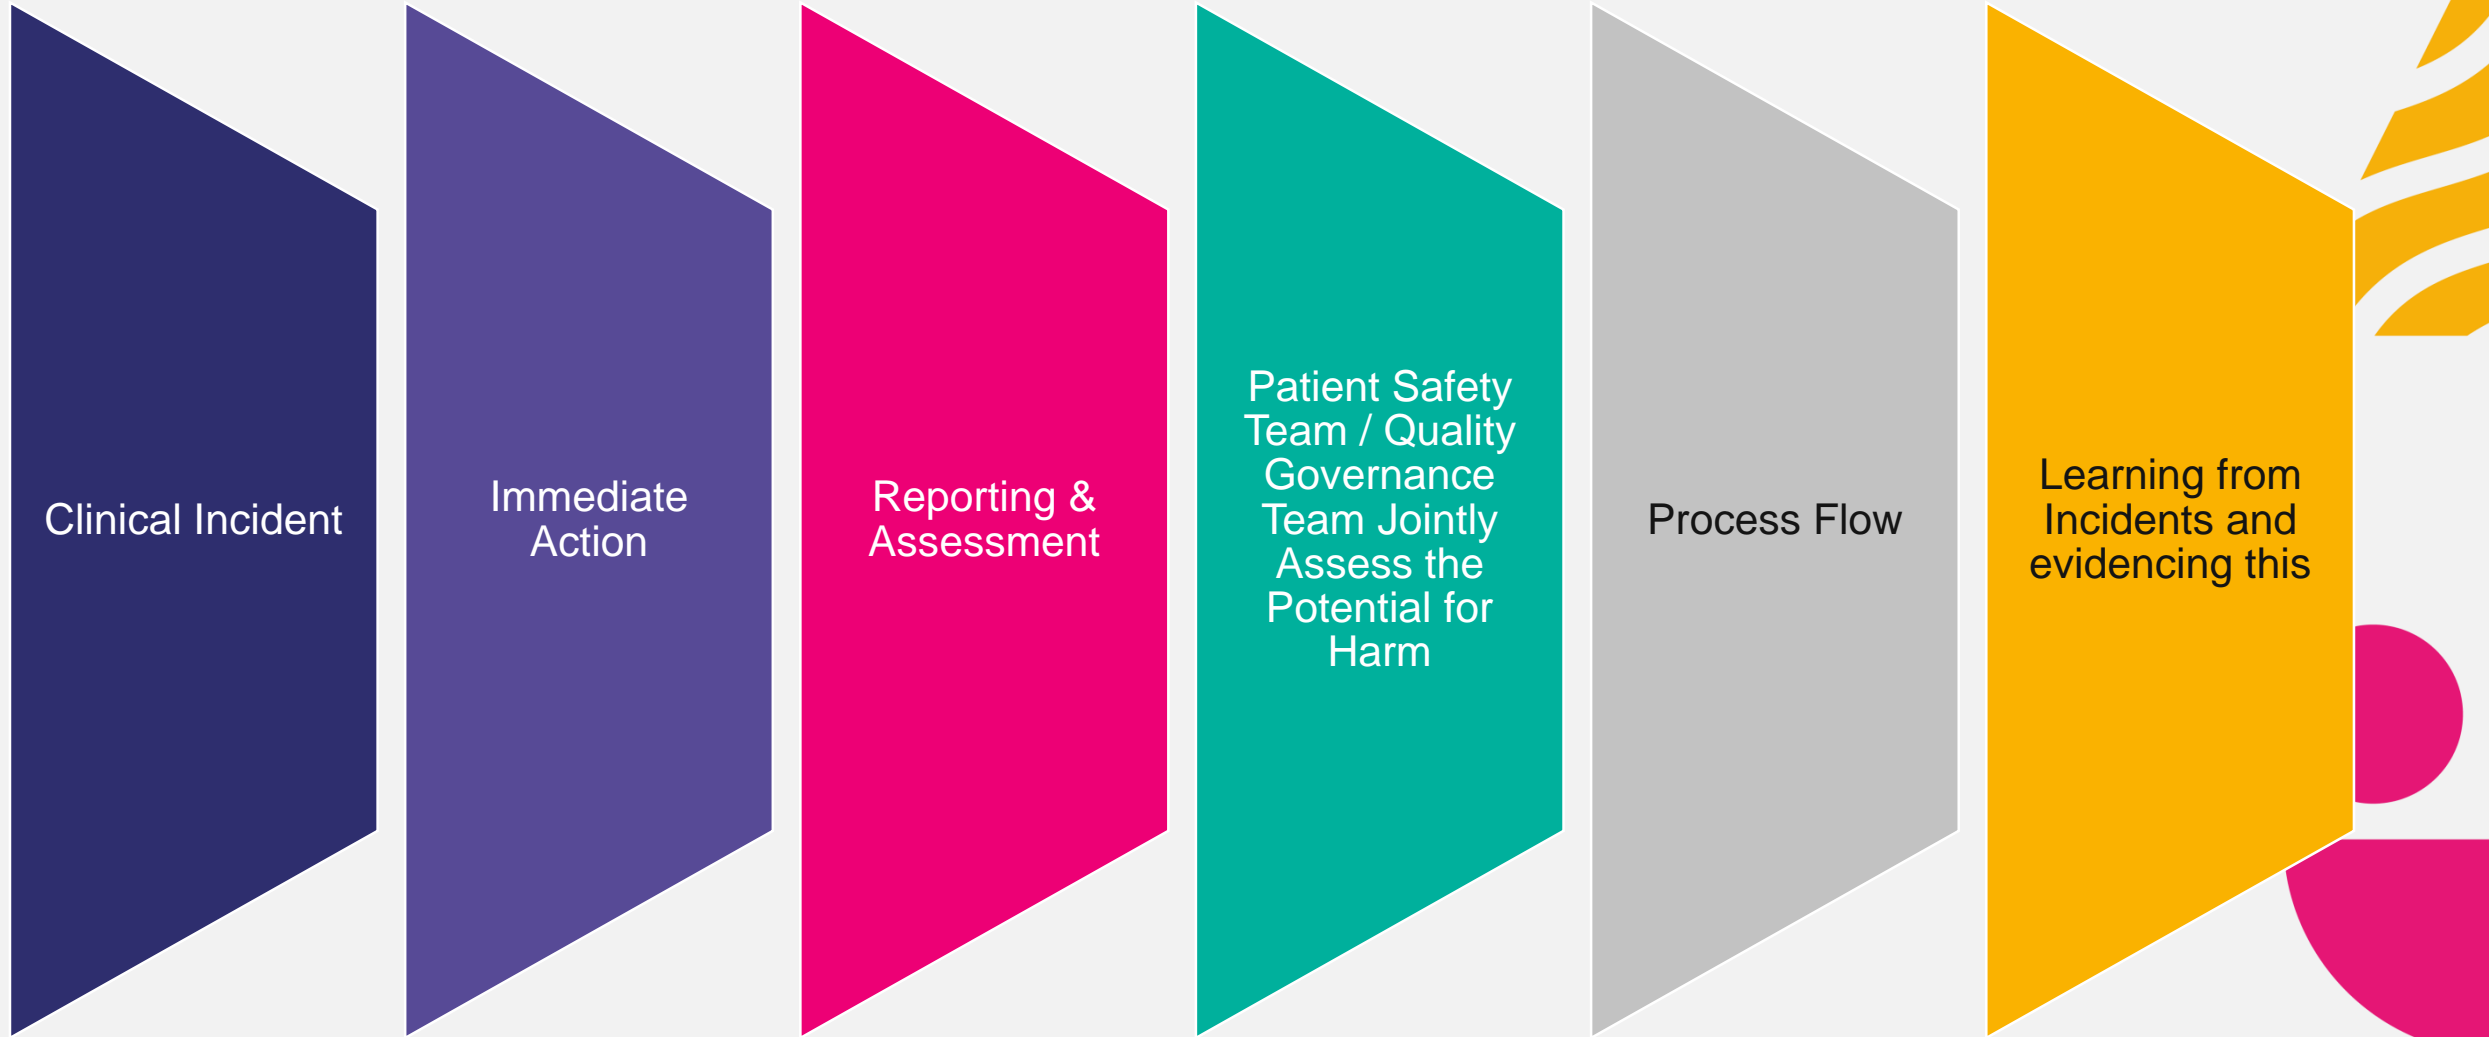 Clinical Incident
Immediate
Action
Reporting &
Assessment
Patient Safety
Team / Quality
Governance
Team Jointly
Assess the
Potential for
Harm
Process Flow
Learning from
Incidents and
evidencing this